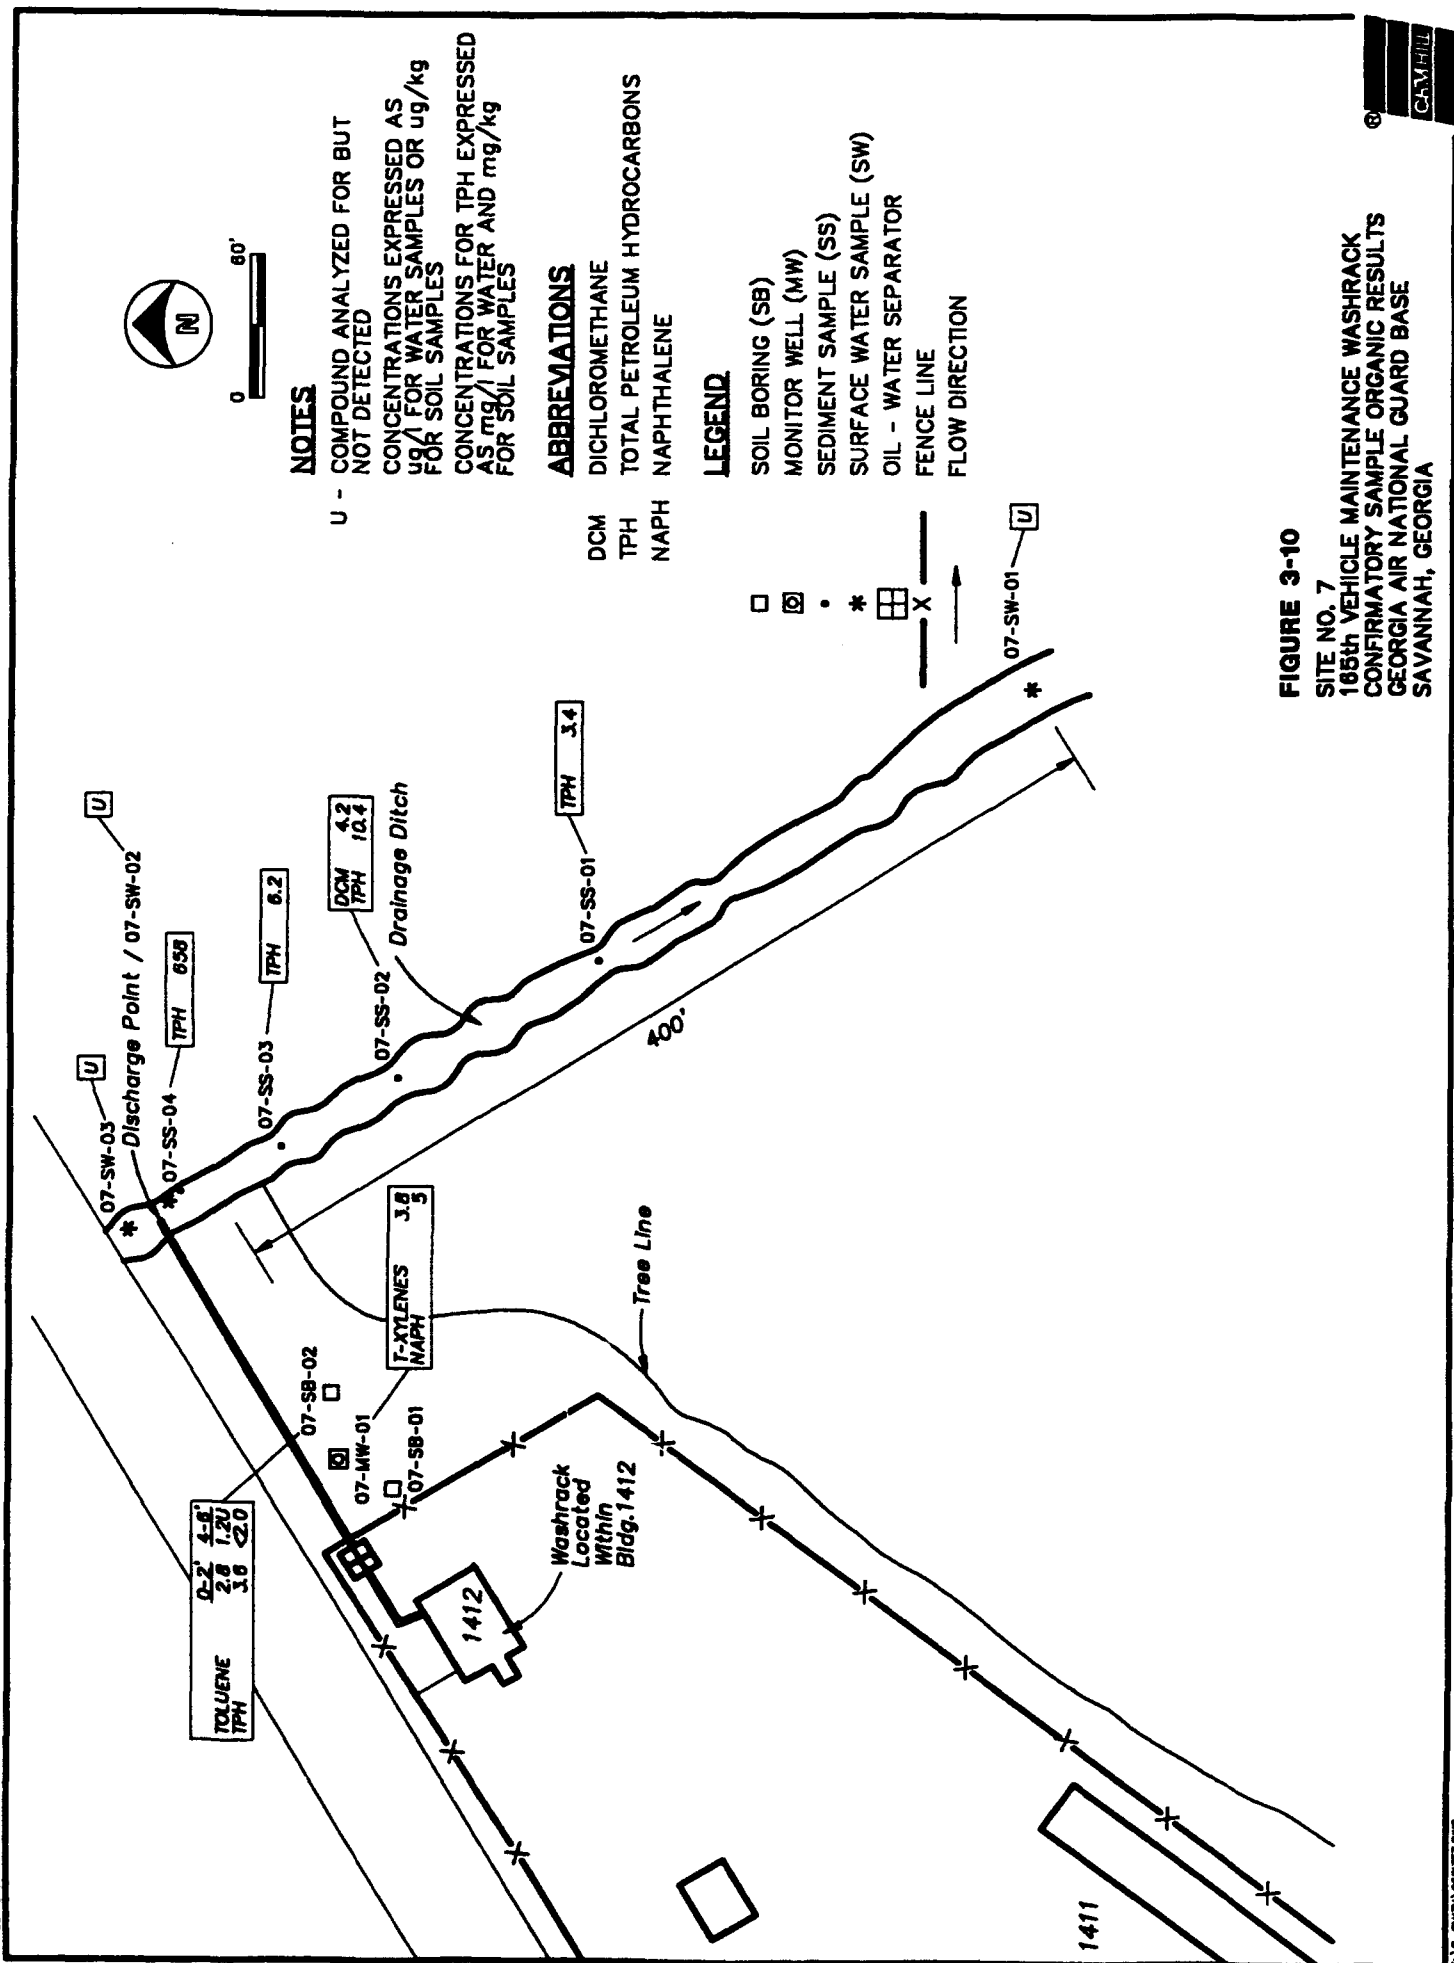 07-SW-03
U
Discharge Point / 07-SW-02
U
07-SS-04
TPH 658
07-SS-03
TPH 6.2
07-SS-02
DCM 4.2
TPH 10.4
Drainage Ditch
07-SS-01
TPH 3.4
400'
07-SW-01
U
0-2' 4-6'
TOLUENE 2.8 1.2U
TPH 3.6 <2.0
07-SB-02
07-MW-01
T-XYLENES 3.8
NAPH 5
07-SB-01
1412
Washrack
Located
Within
Bldg.1412
Tree Line
1411
N
0 60'
NOTES
U - COMPOUND ANALYZED FOR BUT
NOT DETECTED
CONCENTRATIONS EXPRESSED AS
ug/l FOR WATER SAMPLES OR ug/kg
FOR SOIL SAMPLES
CONCENTRATIONS FOR TPH EXPRESSED
AS mg/l FOR WATER AND mg/kg
FOR SOIL SAMPLES
ABBREVIATIONS
DCM DICHLOROMETHANE
TPH TOTAL PETROLEUM HYDROCARBONS
NAPH NAPHTHALENE
LEGEND
SOIL BORING (SB)
MONITOR WELL (MW)
SEDIMENT SAMPLE (SS)
SURFACE WATER SAMPLE (SW)
OIL - WATER SEPARATOR
X FENCE LINE
FLOW DIRECTION
FIGURE 3-10
SITE NO. 7
165th VEHICLE MAINTENANCE WASHRACK
CONFIRMATORY SAMPLE ORGANIC RESULTS
GEORGIA AIR NATIONAL GUARD BASE
SAVANNAH, GEORGIA
CH2M HILL
®